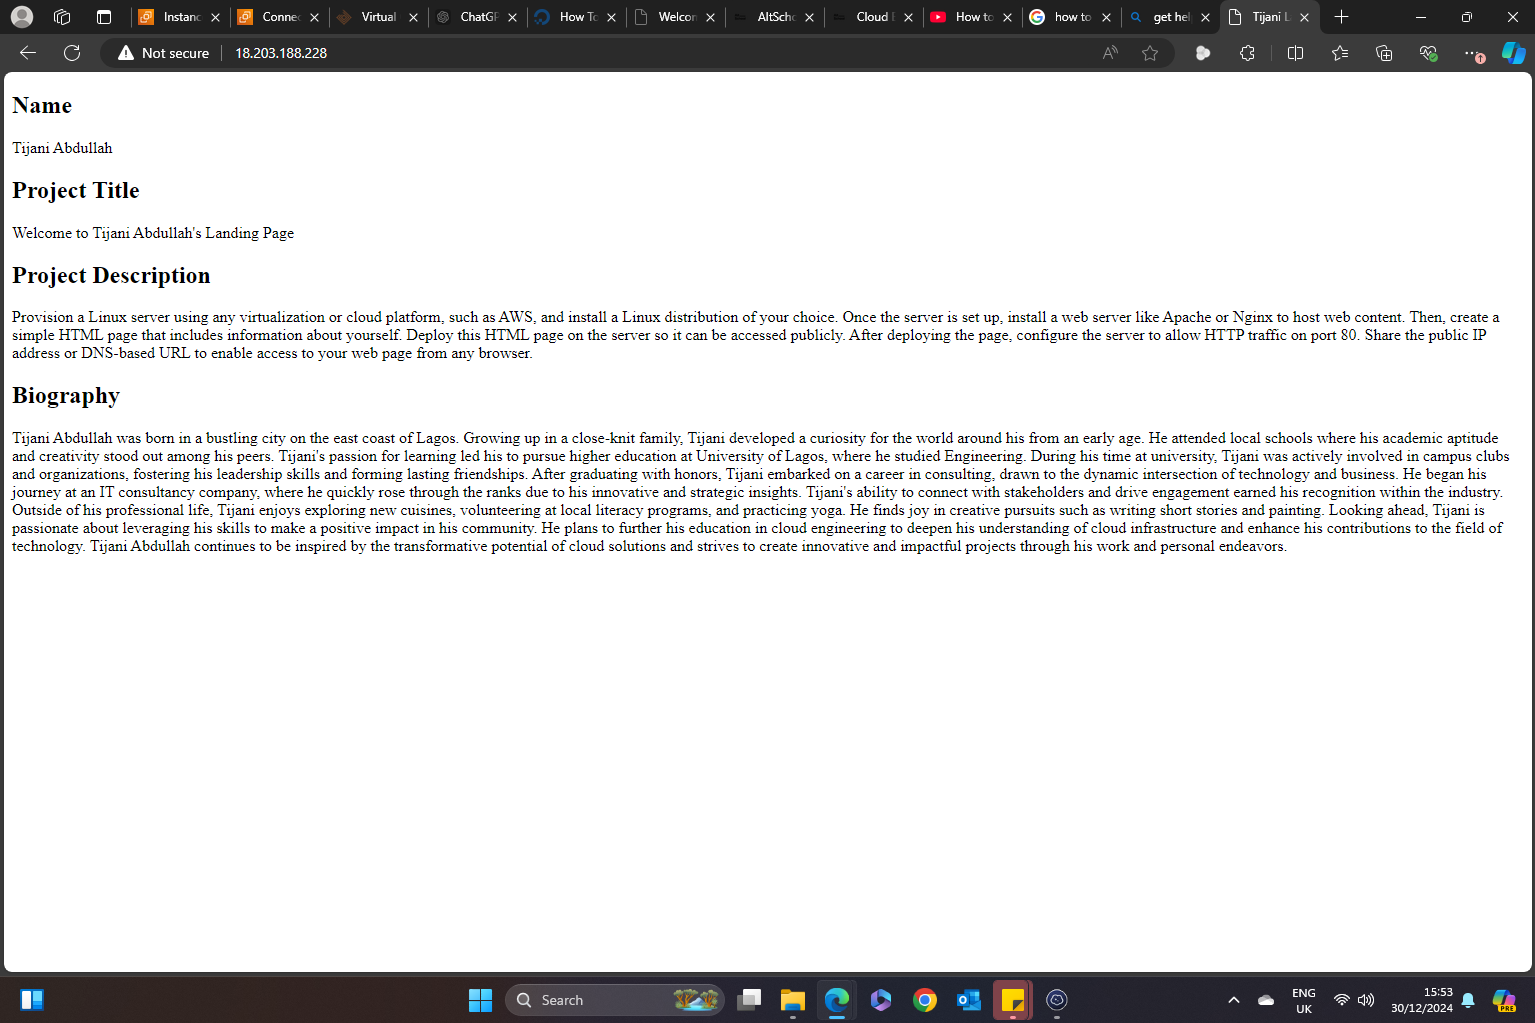 Instanc
Connec
Virtual
ChatGP
How To
Welcom
AltScho
Cloud E
How to
how to
get hel
Tijani L
Not secure
18.203.188.228
Name
Tijani Abdullah
Project Title
Welcome to Tijani Abdullah's Landing Page
Project Description
Provision a Linux server using any virtualization or cloud platform, such as AWS, and install a Linux distribution of your choice. Once the server is set up, install a web server like Apache or Nginx to host web content. Then, create a
simple HTML page that includes information about yourself. Deploy this HTML page on the server so it can be accessed publicly. After deploying the page, configure the server to allow HTTP traffic on port 80. Share the public IP
address or DNS-based URL to enable access to your web page from any browser.
Biography
Tijani Abdullah was born in a bustling city on the east coast of Lagos. Growing up in a close-knit family, Tijani developed a curiosity for the world around his from an early age. He attended local schools where his academic aptitude
and creativity stood out among his peers. Tijani's passion for learning led his to pursue higher education at University of Lagos, where he studied Engineering. During his time at university, Tijani was actively involved in campus clubs
and organizations, fostering his leadership skills and forming lasting friendships. After graduating with honors, Tijani embarked on a career in consulting, drawn to the dynamic intersection of technology and business. He began his
journey at an IT consultancy company, where he quickly rose through the ranks due to his innovative and strategic insights. Tijani's ability to connect with stakeholders and drive engagement earned his recognition within the industry.
Outside of his professional life, Tijani enjoys exploring new cuisines, volunteering at local literacy programs, and practicing yoga. He finds joy in creative pursuits such as writing short stories and painting. Looking ahead, Tijani is
passionate about leveraging his skills to make a positive impact in his community. He plans to further his education in cloud engineering to deepen his understanding of cloud infrastructure and enhance his contributions to the field of
technology. Tijani Abdullah continues to be inspired by the transformative potential of cloud solutions and strives to create innovative and impactful projects through his work and personal endeavors.
Search
ENG
UK
15:53
30/12/2024
PRE